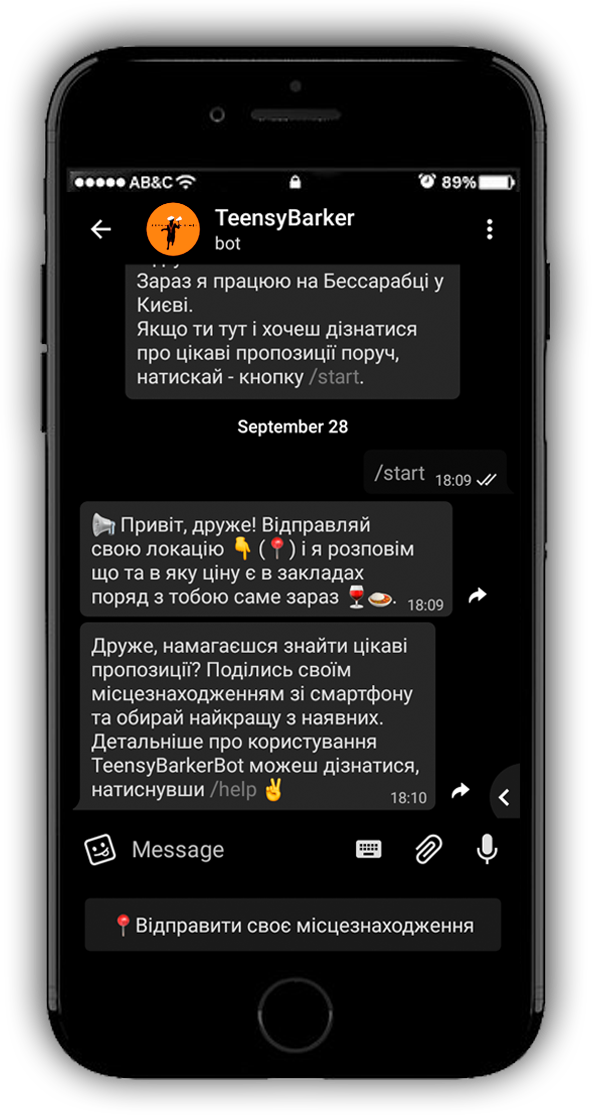 AB&C 89%
TeensyBarker
bot
Зараз я працюю на Бессарабці у
Києві.
Якщо ти тут і хочеш дізнатися
про цікаві пропозиції поруч,
натискай - кнопку /start.
September 28
/start 18:09
📢 Привіт, друже! Відправляй
свою локацію 👇 (📍) і я розповім
що та в яку ціну є в закладах
поряд з тобою саме зараз 🍷🍛. 18:09
Друже, намагаєшся знайти цікаві
пропозиції? Поділись своїм
місцезнаходженням зі смартфону
та обирай найкращу з наявних.
Детальніше про користування
TeensyBarkerBot можеш дізнатися,
натиснувши /help ✌️ 18:10
Message
📍Відправити своє місцезнаходження